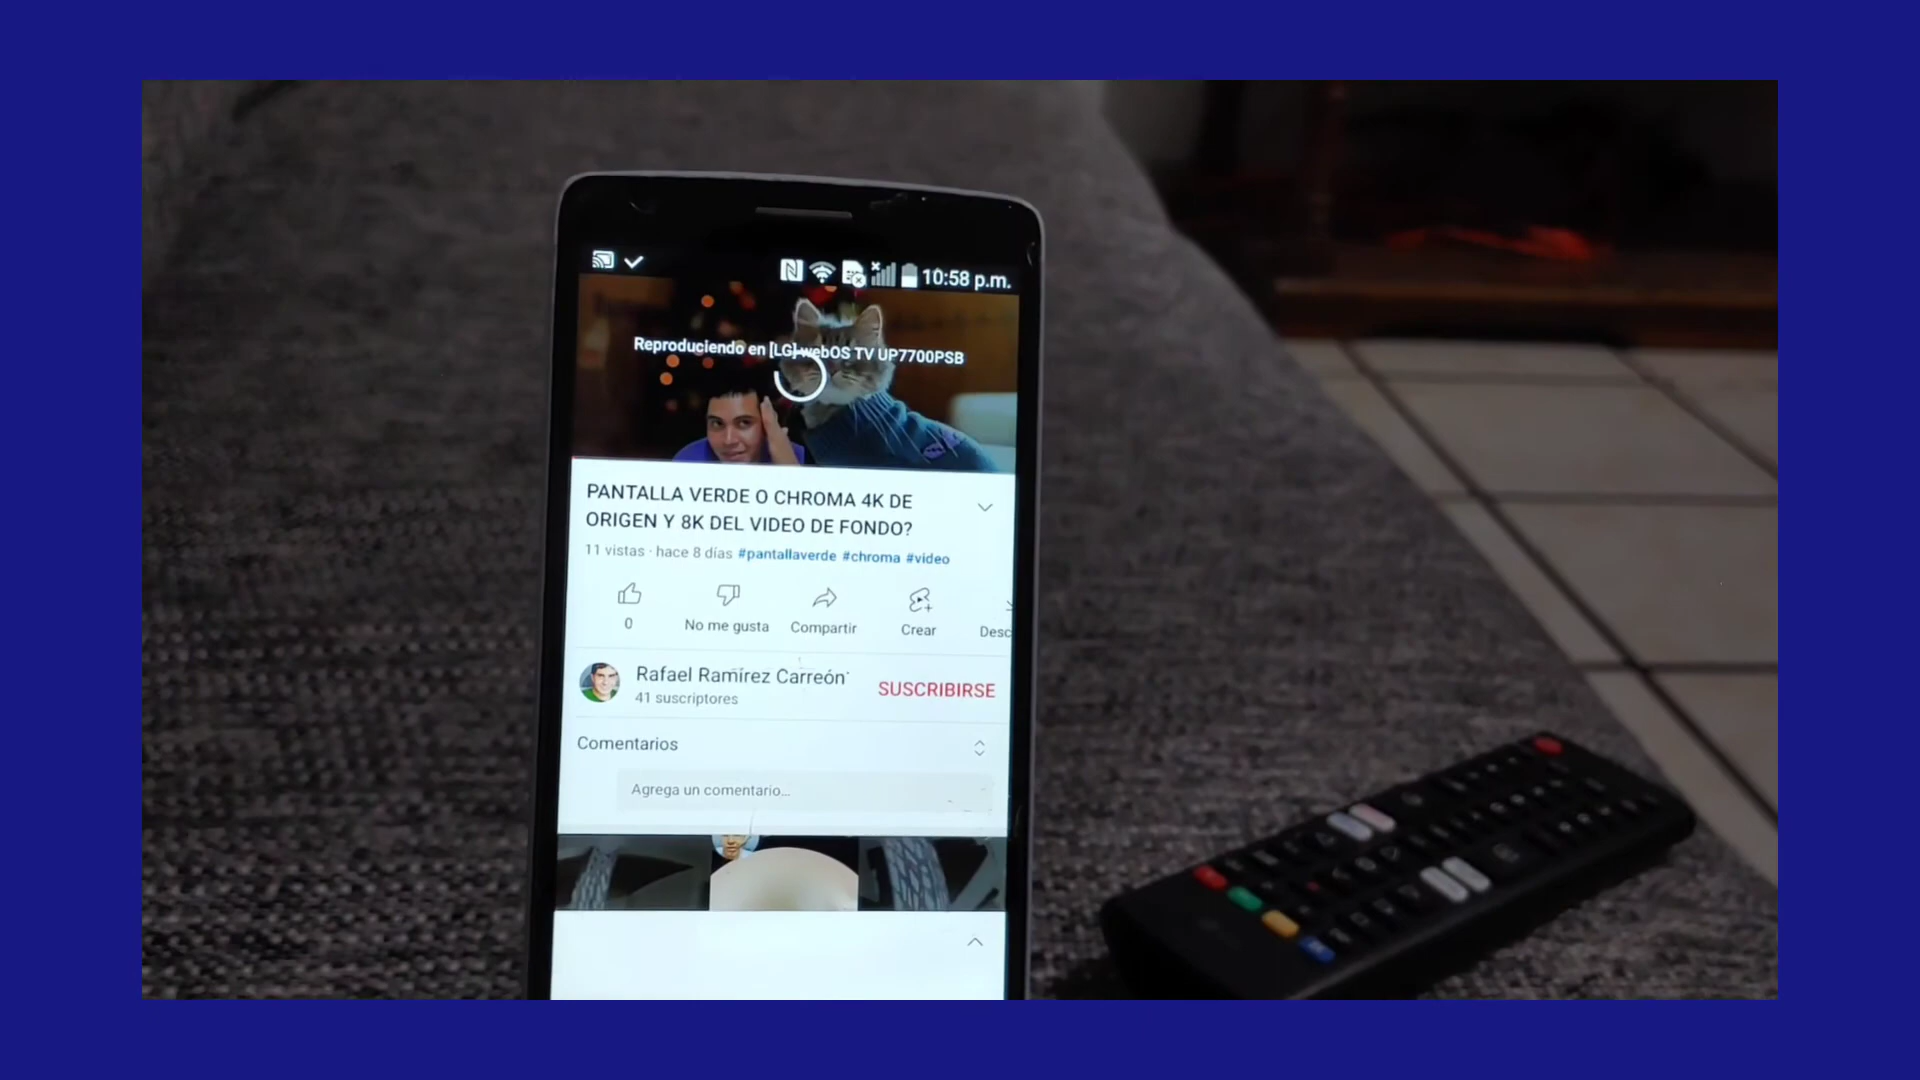 10:58 p.m.
Reproduciendo en [LG] webOS TV UP7700PSB
PANTALLA VERDE O CHROMA 4K DE
ORIGEN Y 8K DEL VIDEO DE FONDO?
11 vistas · hace 8 días #pantallaverde #chroma #video
0
No me gusta
Compartir
Crear
Desc
Rafael Ramírez Carreón
41 suscriptores
SUSCRIBIRSE
Comentarios
Agrega un comentario...